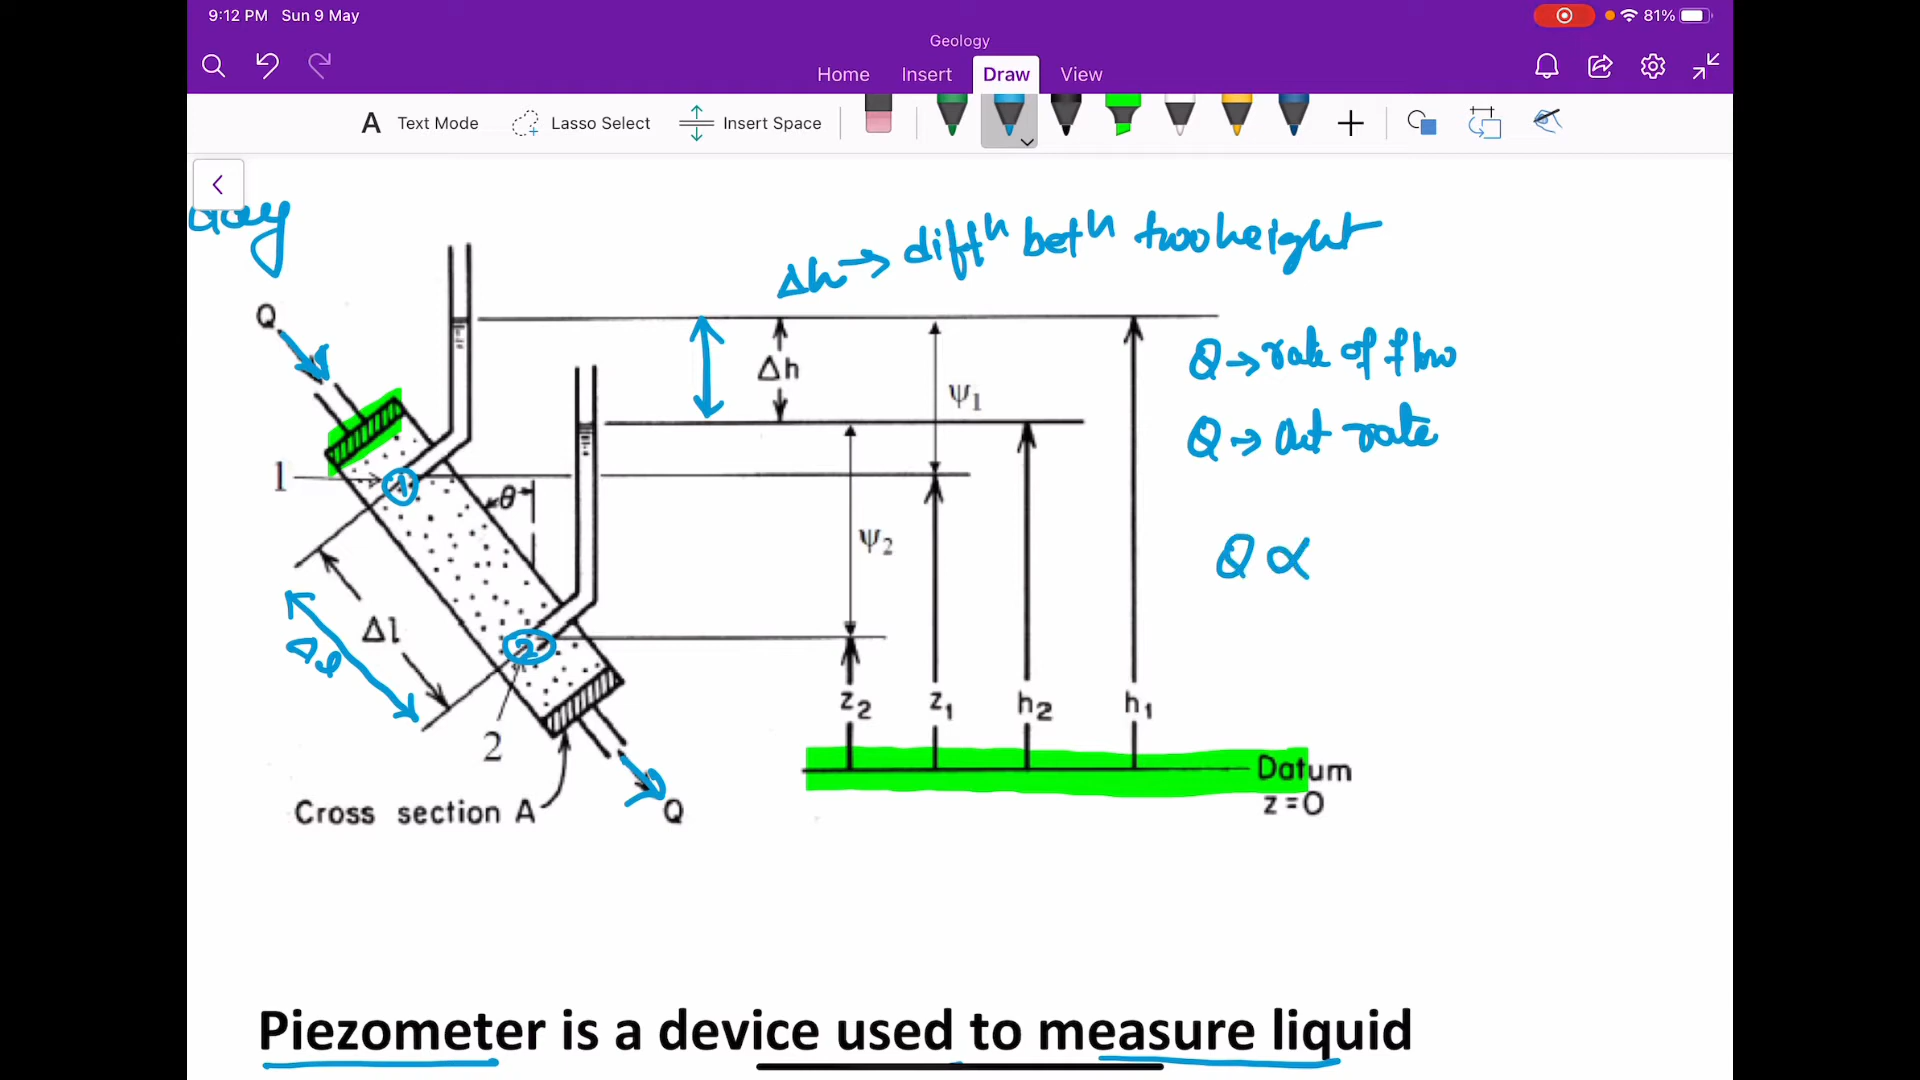 9:12 PM Sun 9 May
81%
Geology
Home Insert Draw View
A Text Mode Lasso Select Insert Space
Δh → diffⁿ betⁿ two height
Q
Δh
ψ1
Q → rate of flow
Q → out rate
1
①
θ
ψ2
Q ∝
Δl
Δl
②
z2 z1 h2 h1
2
Datum
z=0
Cross section A
Q
Piezometer is a device used to measure liquid